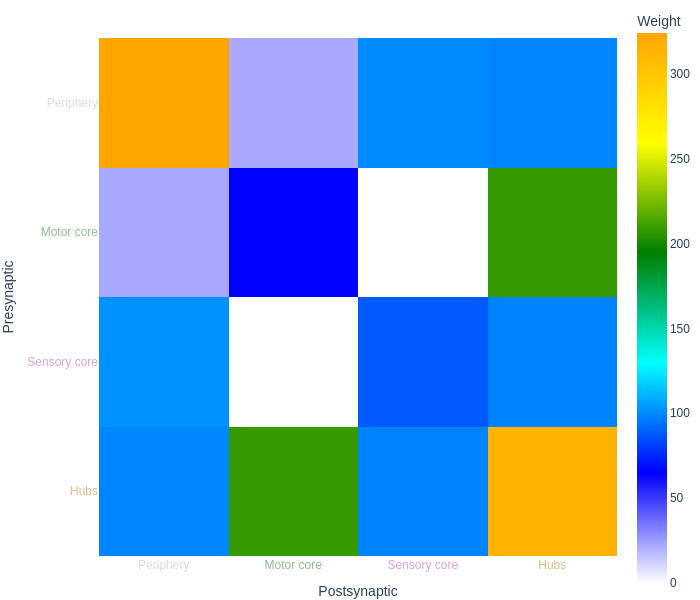 Weight
Periphery
Motor core
Sensory core
Hubs
Presynaptic
Periphery Motor core Sensory core Hubs
Postsynaptic
300
250
200
150
100
50
0